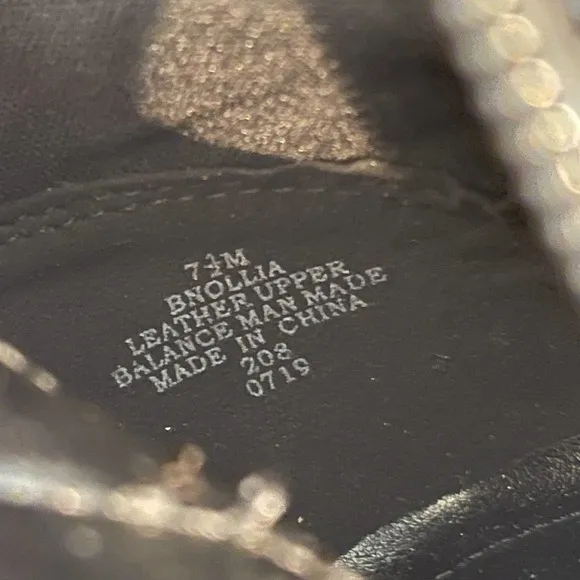 7½M
BNOLLIA
LEATHER UPPER
BALANCE MAN MADE
MADE IN CHINA
208
0719